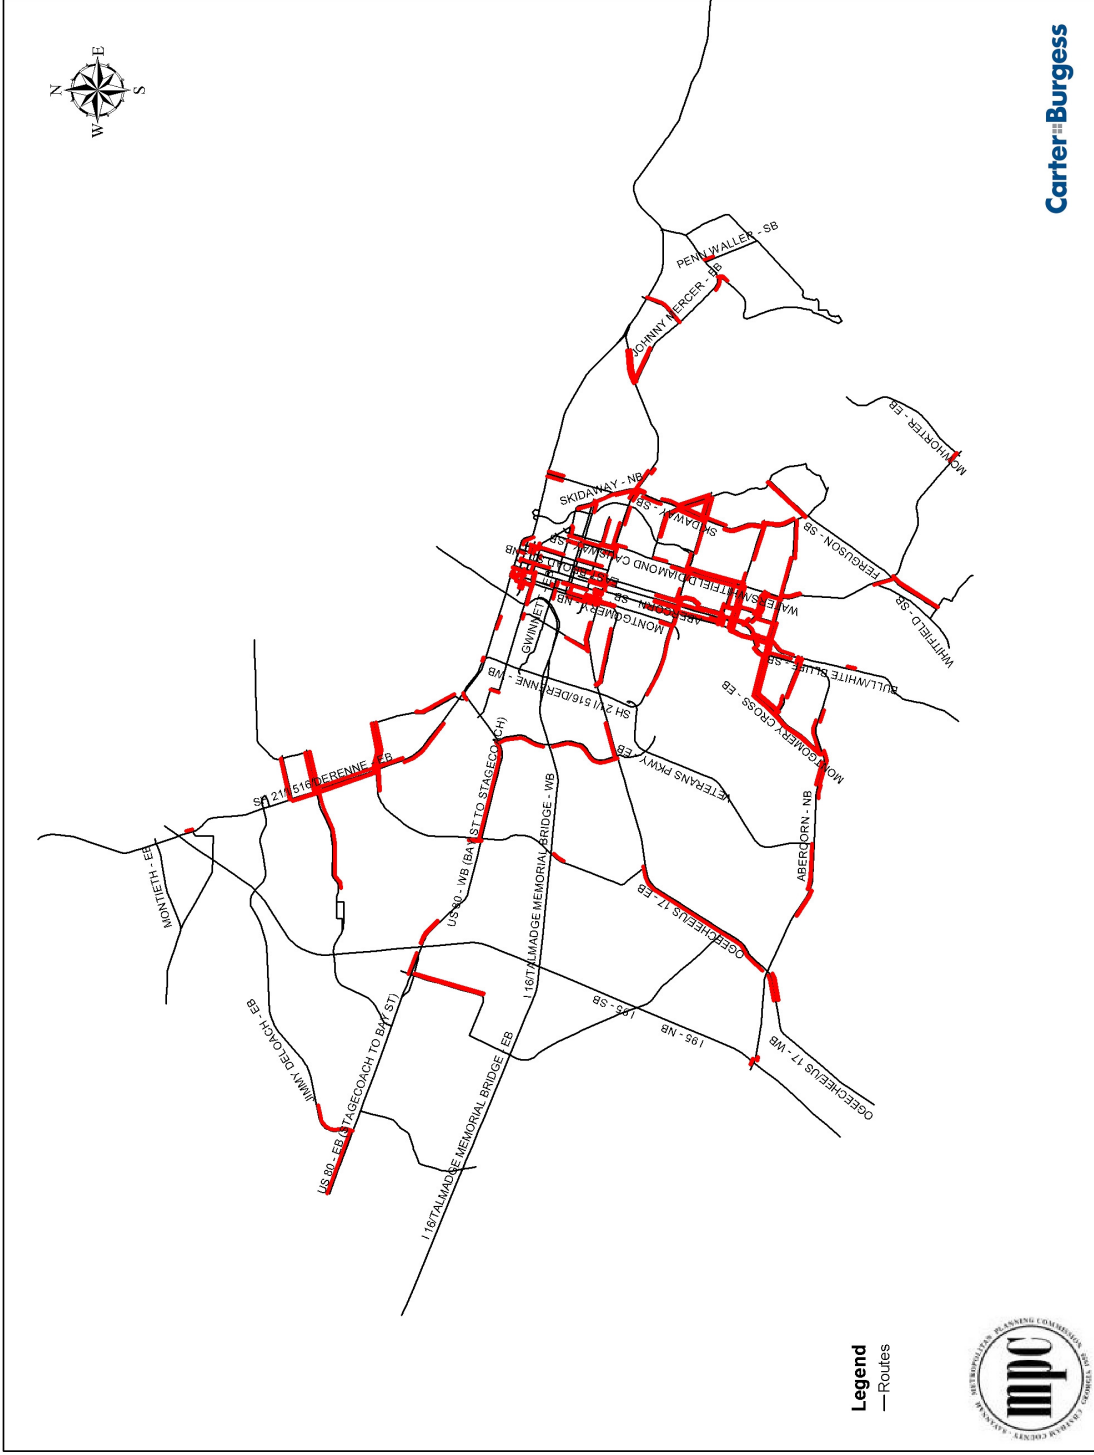 N
E
S
W
Carter Burgess
PENN WALLER - SB
JOHNNY MERCER - EB
MCWHORTER - EB
SKIDAWAY - NB
SKIDAWAY - SB
FERGUSON - SB
WHITFIELD - SB
GWINNETT - EB
MONTGOMERY - NB
ABERCORN - SB
SH 21/I 516/DERENNE - WB
BULL/WHITE BLUFF - SB
MONTGOMERY CROSS - EB
VETERANS PKWY - EB
SH 21/I 516/DERENNE - EB
MONTIETH - EB
US 80 - WB (BAY ST TO STAGECOACH)
I 16/TALMADGE MEMORIAL BRIDGE - WB
ABERCORN - NB
OGEECHEE/US 17 - EB
JIMMY DELOACH - EB
I 95 - SB
I 95 - NB
OGEECHEE/US 17 - WB
US 80 - EB (STAGECOACH TO BAY ST)
I 16/TALMADGE MEMORIAL BRIDGE - EB
Legend
Routes
mpc
METROPOLITAN PLANNING COMMISSION